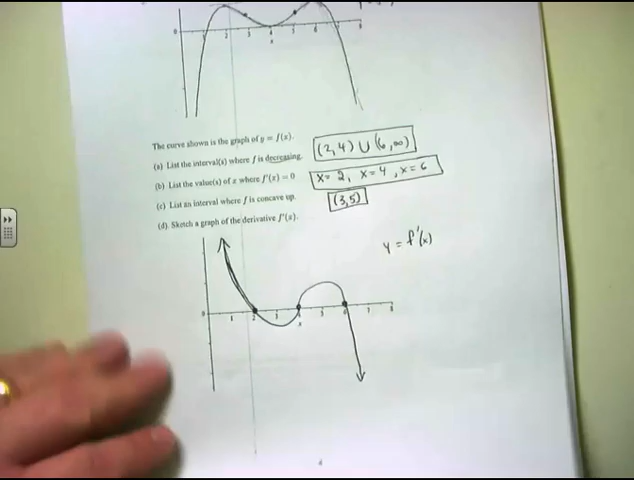 The curve shown is the graph of y = f(x).
(a) List the interval(s) where f is decreasing. (2,4) ∪ (6,∞)
(b) List the value(s) of x where f'(x) = 0 x = 2, x = 4, x = 6
(c) List an interval where f is concave up. (3,5)
(d) Sketch a graph of the derivative f'(x).
y = f'(x)